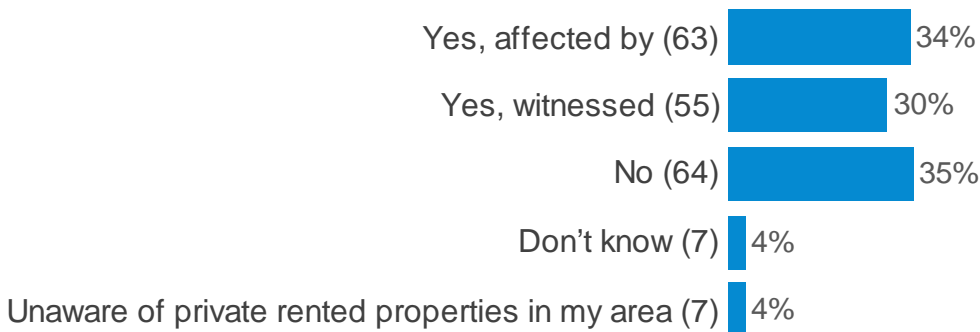 Yes, affected by (63) 34%
Yes, witnessed (55) 30%
No (64) 35%
Don’t know (7) 4%
Unaware of private rented properties in my area (7) 4%